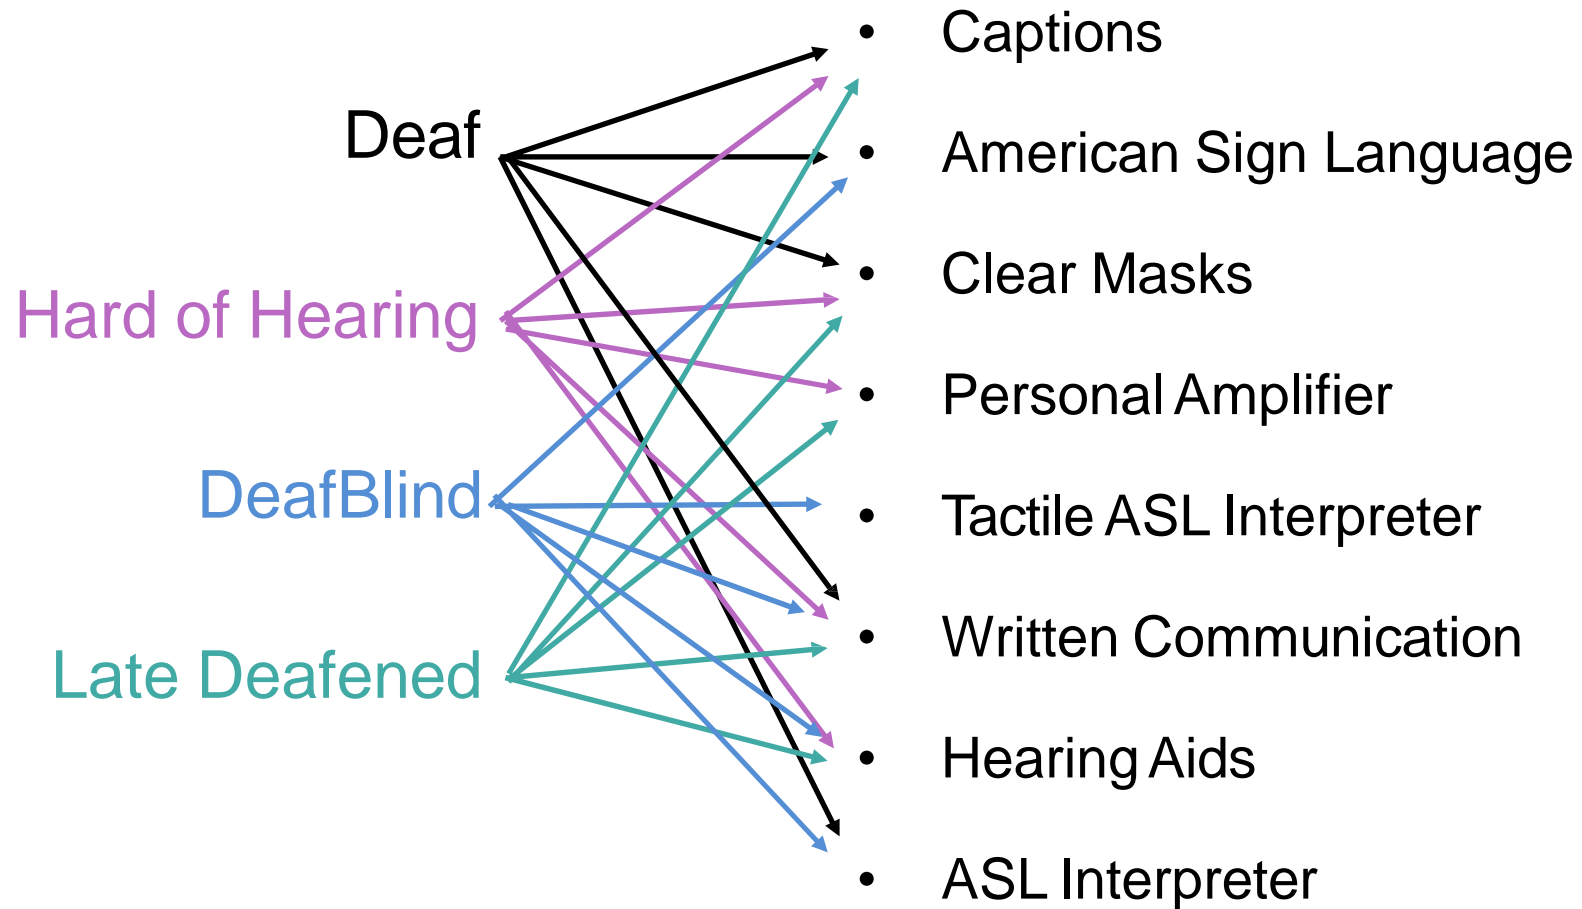 Deaf
Hard of Hearing
DeafBlind
Late Deafened
• Captions
• American Sign Language
• Clear Masks
• Personal Amplifier
• Tactile ASL Interpreter
• Written Communication
• Hearing Aids
• ASL Interpreter